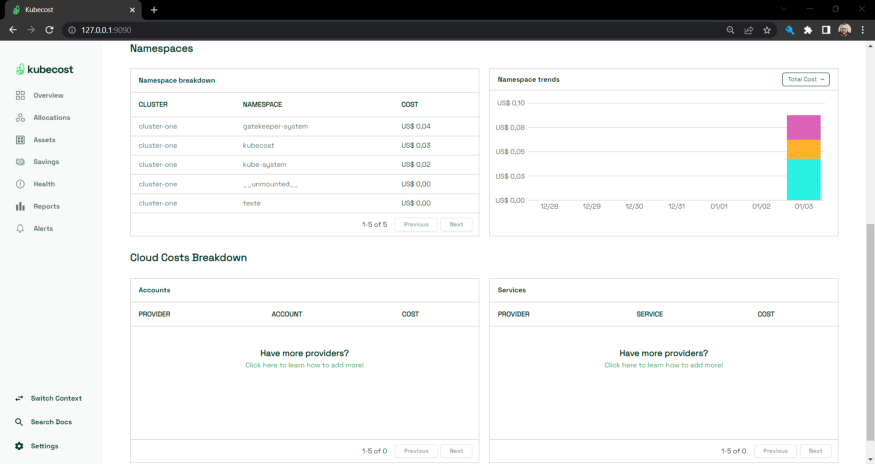 Kubecost
127.0.0.1:9090
kubecost
Overview
Allocations
Assets
Savings
Health
Reports
Alerts
Switch Context
Search Docs
Settings
Namespaces
Namespace breakdown
CLUSTER NAMESPACE COST
cluster-one gatekeeper-system US$ 0,04
cluster-one kubecost US$ 0,03
cluster-one kube-system US$ 0,02
cluster-one __unmounted__ US$ 0,00
cluster-one teste US$ 0,00
1-5 of 5 Previous Next
Namespace trends Total Cost
US$ 0,10
US$ 0,08
US$ 0,05
US$ 0,03
US$ 0,00
12/28 12/29 12/30 12/31 01/01 01/02 01/03
Cloud Costs Breakdown
Accounts
PROVIDER ACCOUNT COST
Have more providers?
Click here to learn how to add more!
1-5 of 0 Previous Next
Services
PROVIDER SERVICE COST
Have more providers?
Click here to learn how to add more!
1-5 of 0 Previous Next